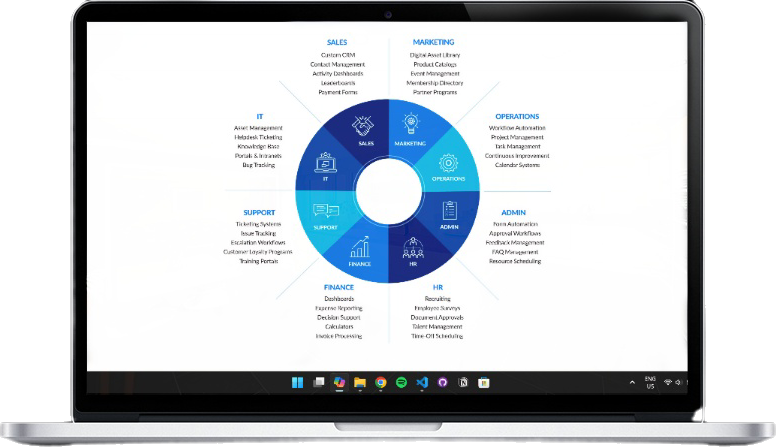 SALES
Custom CRM
Contact Management
Activity Dashboards
Leaderboards
Payment Forms
MARKETING
Digital Asset Library
Product Catalogs
Event Management
Membership Directory
Partner Programs
IT
Asset Management
Helpdesk Ticketing
Knowledge Base
Portals & Intranets
Bug Tracking
OPERATIONS
Workflow Automation
Project Management
Task Management
Continuous Improvement
Calendar Systems
SALES
MARKETING
IT
OPERATIONS
SUPPORT
ADMIN
FINANCE
HR
SUPPORT
Ticketing Systems
Issue Tracking
Escalation Workflows
Customer Loyalty Programs
Training Portals
ADMIN
Form Automation
Approval Workflows
Feedback Management
FAQ Management
Resource Scheduling
FINANCE
Dashboards
Expense Reporting
Decision Support
Calculators
Invoice Processing
HR
Recruiting
Employee Surveys
Document Approvals
Talent Management
Time-Off Scheduling
ENG
US